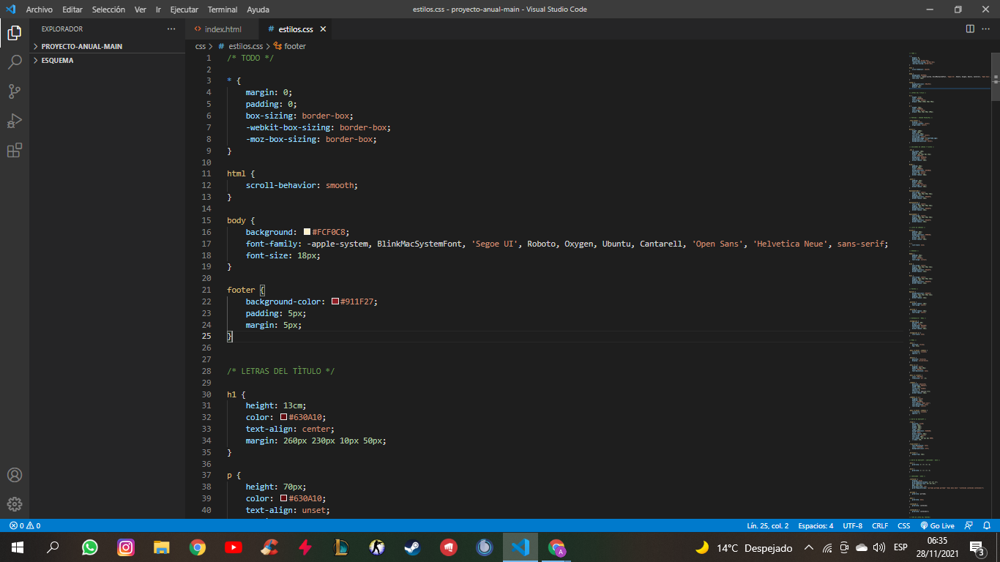 Archivo Editar Selección Ver Ir Ejecutar Terminal Ayuda
estilos.css - proyecto-anual-main - Visual Studio Code
EXPLORADOR
PROYECTO-ANUAL-MAIN
ESQUEMA
<> index.html
# estilos.css
css > # estilos.css > footer
1 /* TODO */
2
3 * {
4 margin: 0;
5 padding: 0;
6 box-sizing: border-box;
7 -webkit-box-sizing: border-box;
8 -moz-box-sizing: border-box;
9 }
10
11 html {
12 scroll-behavior: smooth;
13 }
14
15 body {
16 background: #FCF0C8;
17 font-family: -apple-system, BlinkMacSystemFont, 'Segoe UI', Roboto, Oxygen, Ubuntu, Cantarell, 'Open Sans', 'Helvetica Neue', sans-serif;
18 font-size: 18px;
19 }
20
21 footer {
22 background-color: #911F27;
23 padding: 5px;
24 margin: 5px;
25 }
26
27
28 /* LETRAS DEL TÌTULO */
29
30 h1 {
31 height: 13cm;
32 color: #630A10;
33 text-align: center;
34 margin: 260px 230px 10px 50px;
35 }
36
37 p {
38 height: 70px;
39 color: #630A10;
40 text-align: unset;
0 0
Lín. 25, col. 2 Espacios: 4 UTF-8 CRLF CSS Go Live
14°C Despejado
ESP
06:35
28/11/2021
3
A